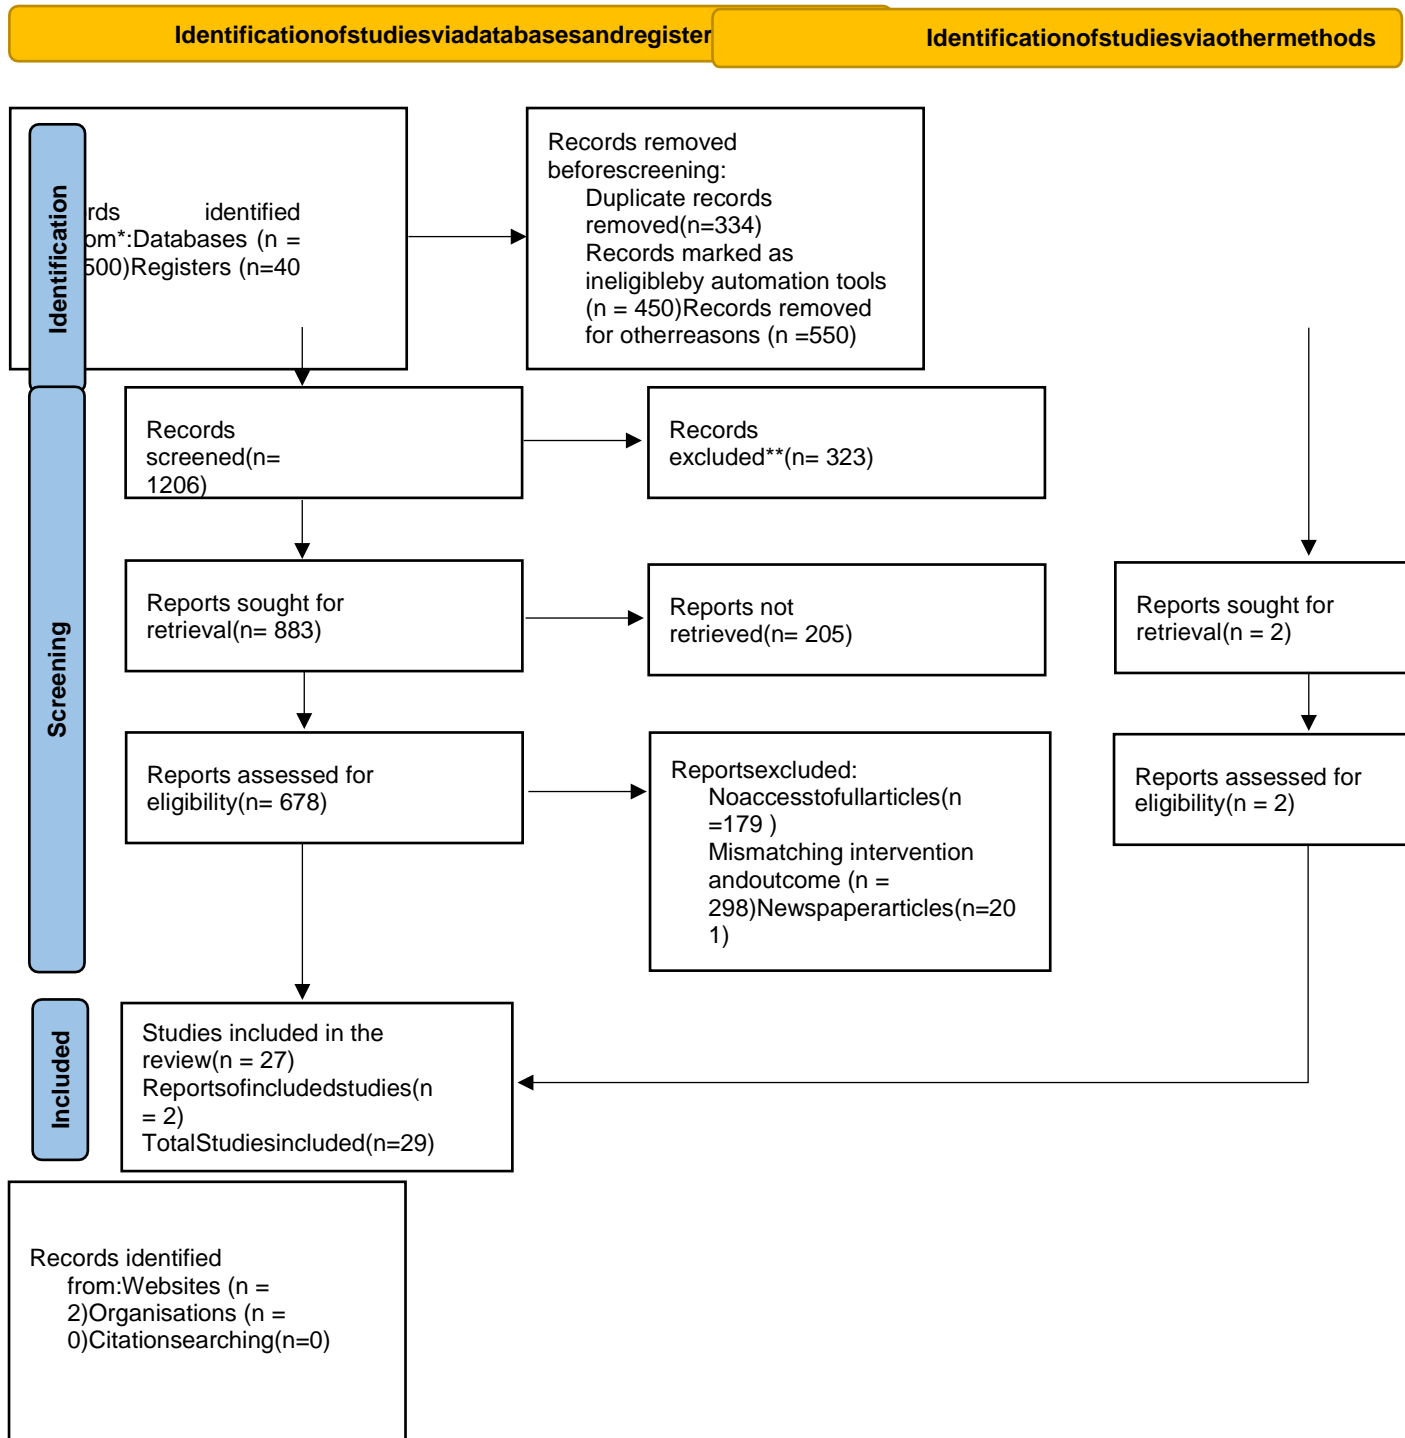 Identificationofstudiesviadatabasesandregister
Identificationofstudiesviaothermethods
Identification
rds identified
om*:Databases (n =
500)Registers (n=40
Records removed
beforescreening:
Duplicate records
removed(n=334)
Records marked as
ineligibleby automation tools
(n = 450)Records removed
for otherreasons (n =550)
Screening
Records
screened(n=
1206)
Records
excluded**(n= 323)
Reports sought for
retrieval(n= 883)
Reports not
retrieved(n= 205)
Reports sought for
retrieval(n = 2)
Reports assessed for
eligibility(n= 678)
Reportsexcluded:
Noaccesstofullarticles(n
=179 )
Mismatching intervention
andoutcome (n =
298)Newspaperarticles(n=20
1)
Reports assessed for
eligibility(n = 2)
Included
Studies included in the
review(n = 27)
Reportsofincludedstudies(n
= 2)
TotalStudiesincluded(n=29)
Records identified
from:Websites (n =
2)Organisations (n =
0)Citationsearching(n=0)